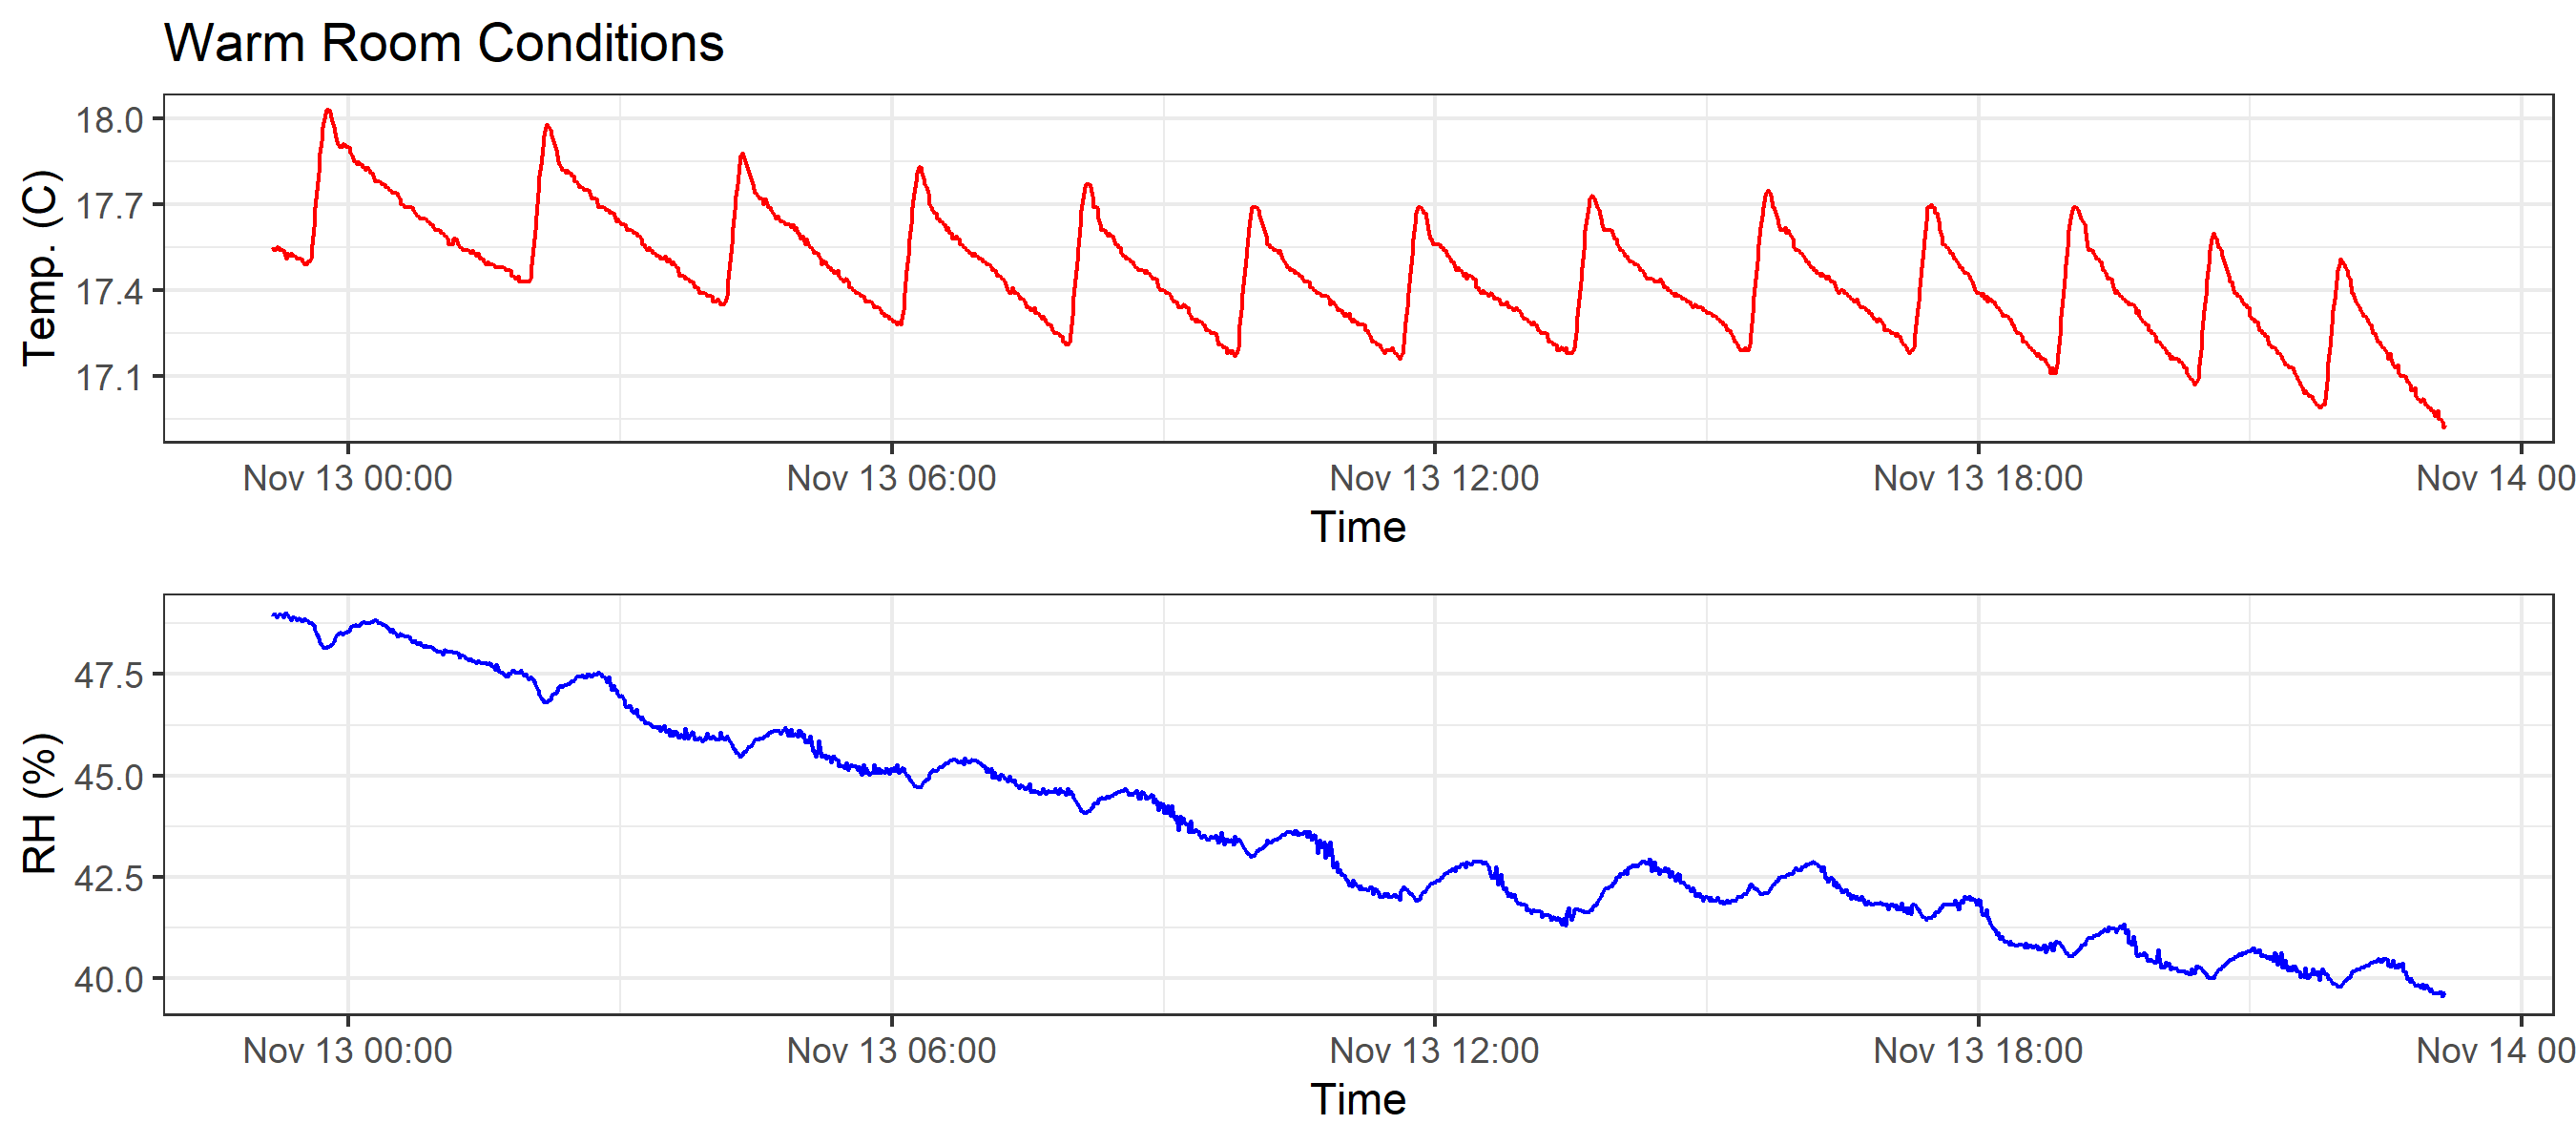 Warm Room Conditions
Temp. (C)
18.0
17.7
17.4
17.1
Nov 13 00:00 Nov 13 06:00 Nov 13 12:00 Nov 13 18:00 Nov 14 00
Time
RH (%)
47.5
45.0
42.5
40.0
Nov 13 00:00 Nov 13 06:00 Nov 13 12:00 Nov 13 18:00 Nov 14 00
Time